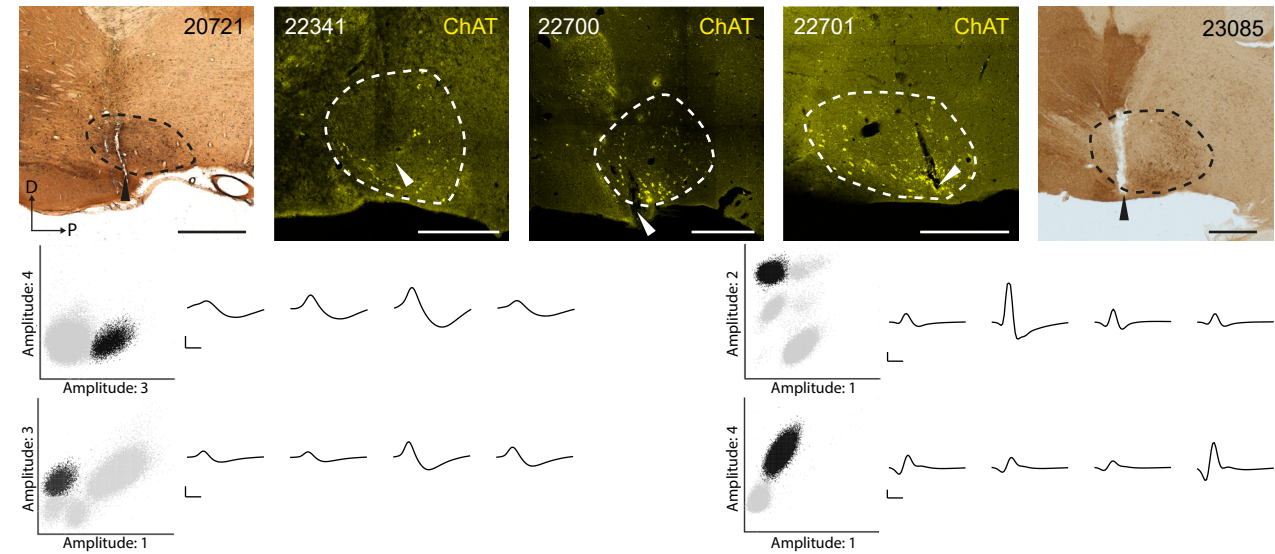 20721
22341 ChAT
22700 ChAT
22701 ChAT
23085
D
P
Amplitude: 4
Amplitude: 3
Amplitude: 2
Amplitude: 1
Amplitude: 3
Amplitude: 1
Amplitude: 4
Amplitude: 1